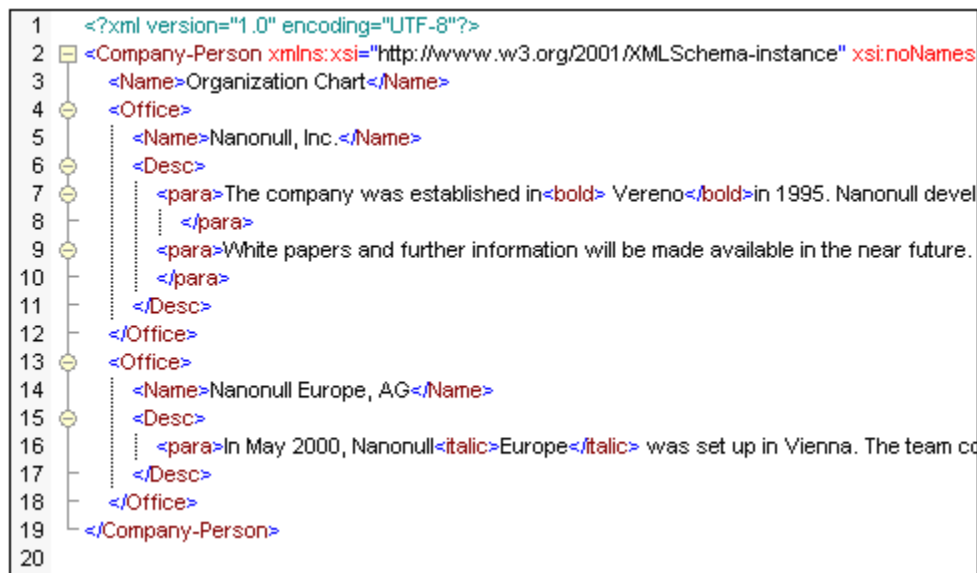 1 <?xml version="1.0" encoding="UTF-8"?>
2 <Company-Person xmlns:xsi="http://www.w3.org/2001/XMLSchema-instance" xsi:noNames
3 <Name>Organization Chart</Name>
4 <Office>
5 <Name>Nanonull, Inc.</Name>
6 <Desc>
7 <para>The company was established in<bold> Vereno</bold>in 1995. Nanonull devel
8 </para>
9 <para>White papers and further information will be made available in the near future.
10 </para>
11 </Desc>
12 </Office>
13 <Office>
14 <Name>Nanonull Europe, AG</Name>
15 <Desc>
16 <para>In May 2000, Nanonull<italic>Europe</italic> was set up in Vienna. The team co
17 </Desc>
18 </Office>
19 </Company-Person>
20